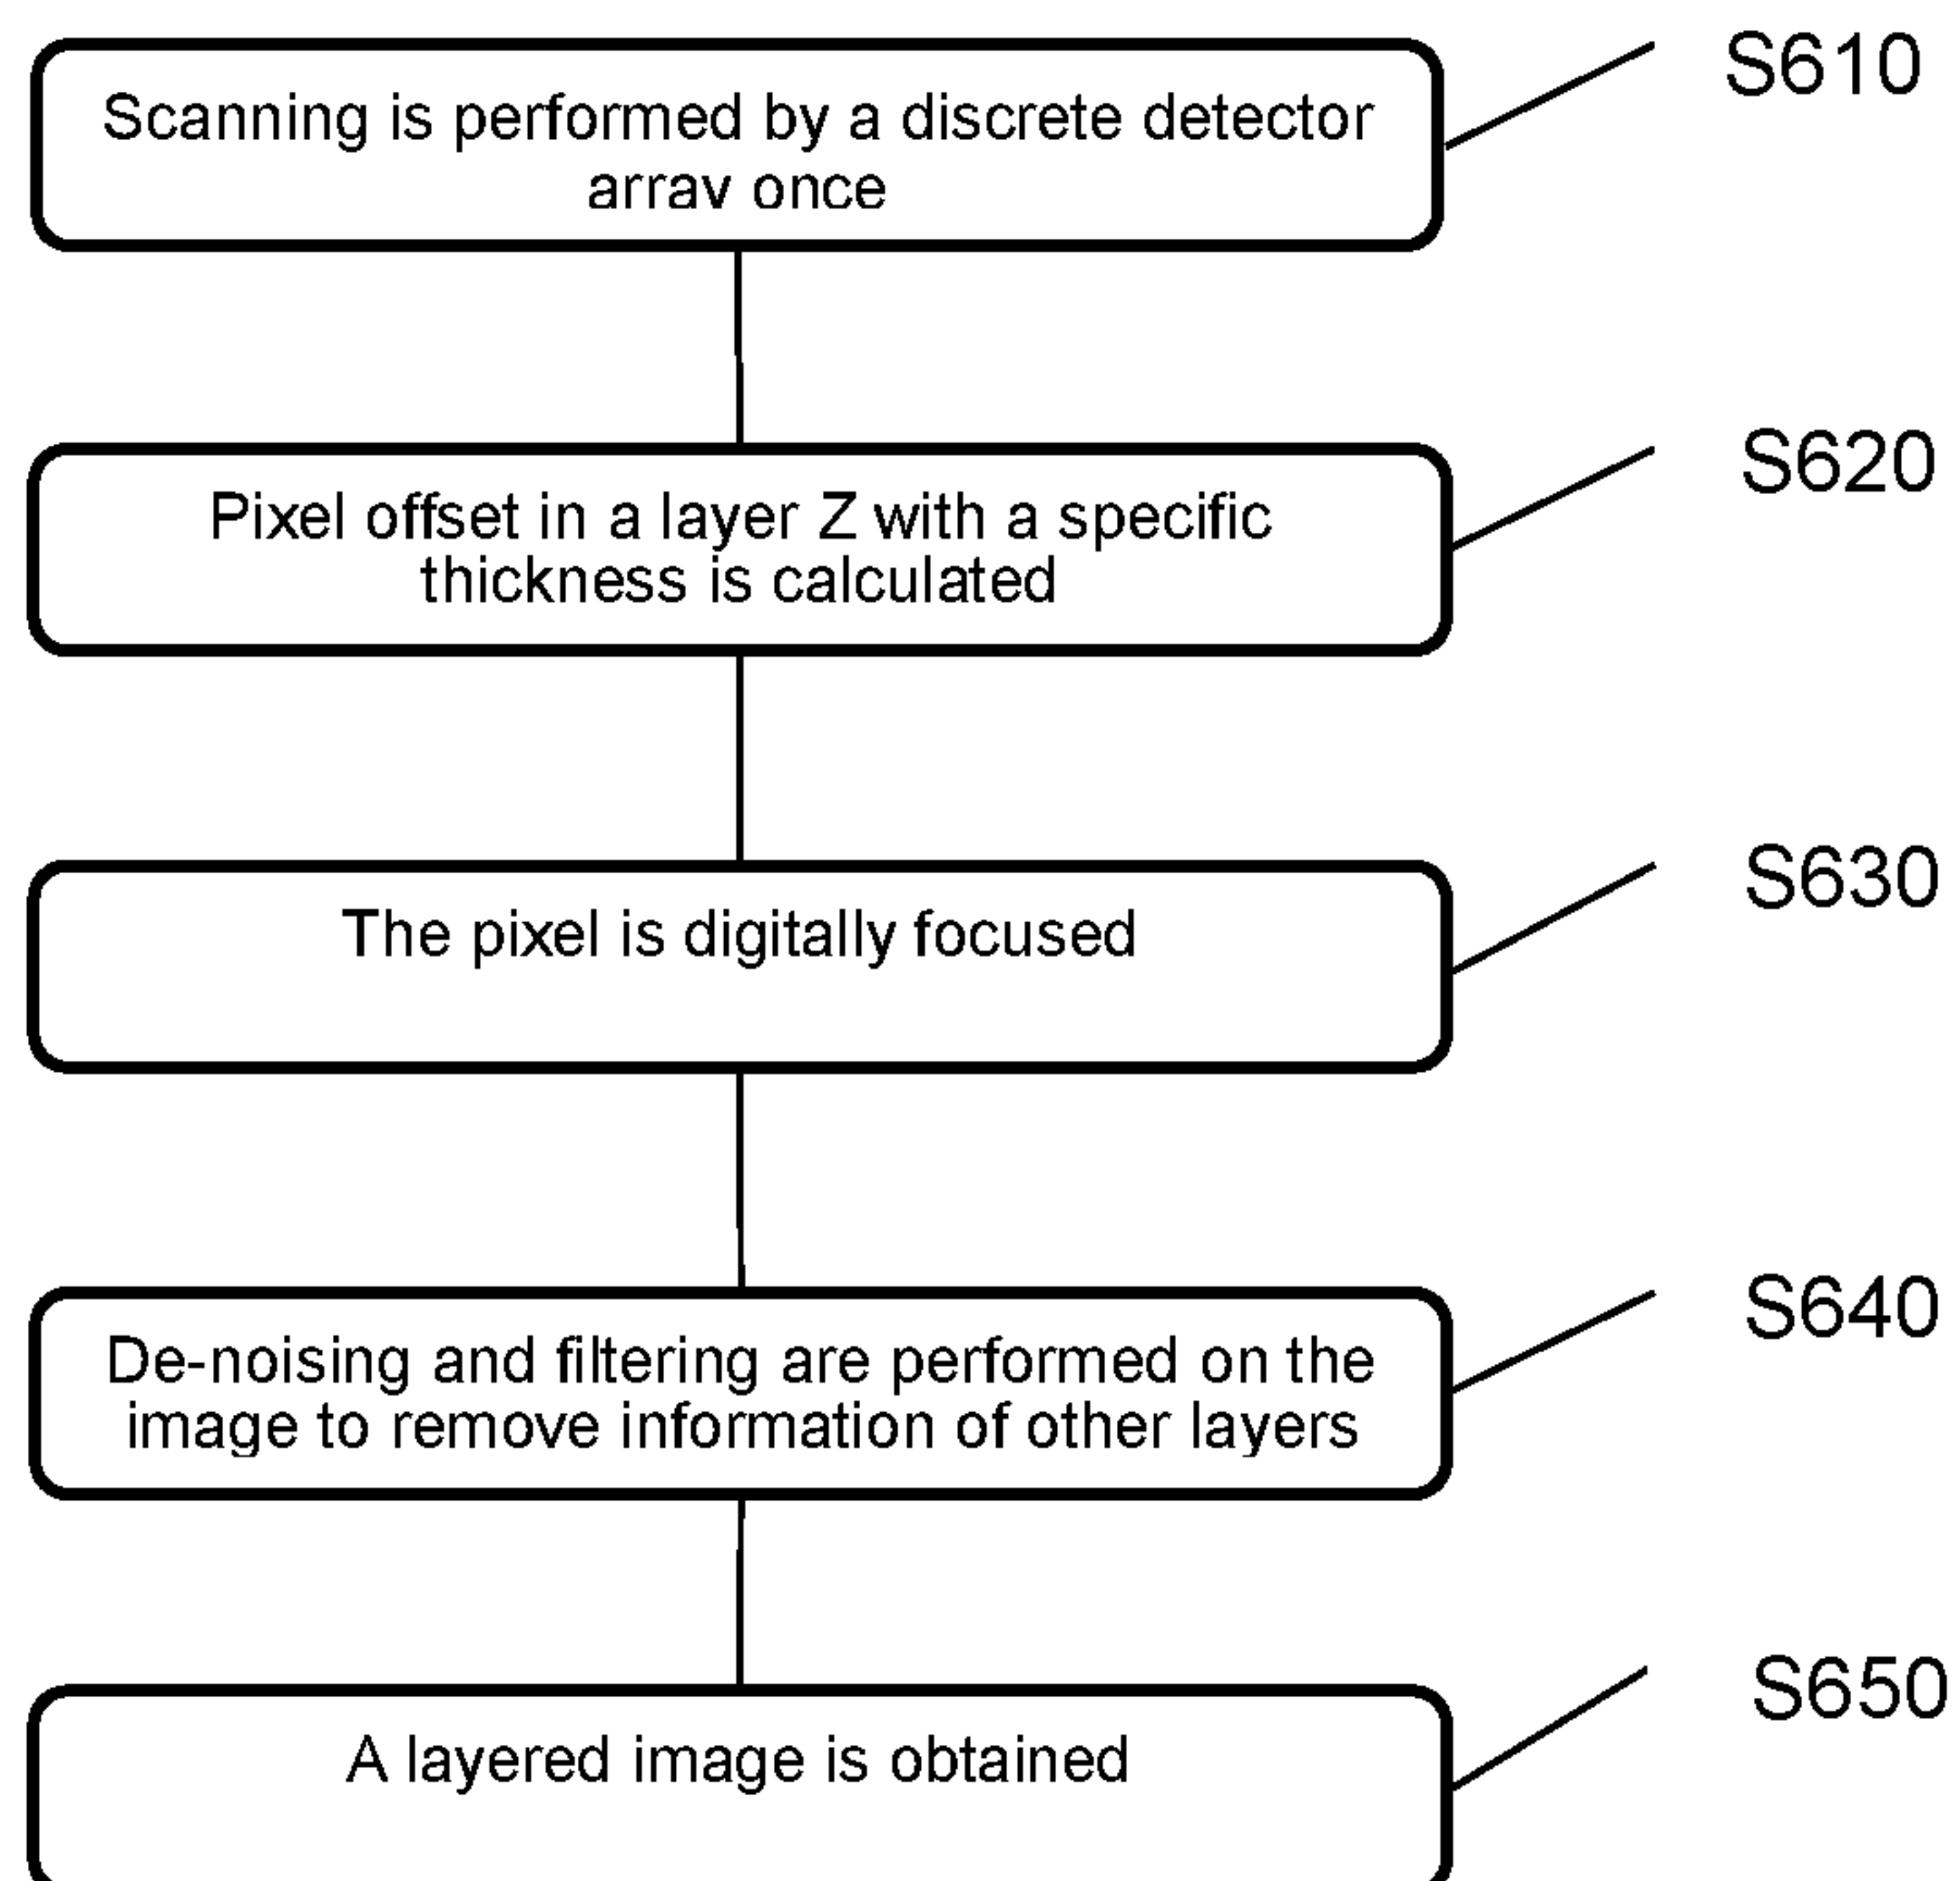 Scanning is performed by a discrete detector
array once
S610
Pixel offset in a layer Z with a specific
thickness is calculated
S620
The pixel is digitally focused
S630
De-noising and filtering are performed on the
image to remove information of other layers
S640
A layered image is obtained
S650